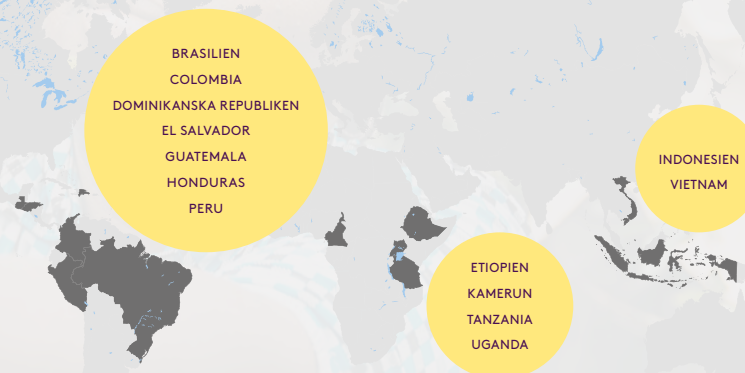 BRASILIEN
COLOMBIA
DOMINIKANSKA REPUBLIKEN
EL SALVADOR
GUATEMALA
HONDURAS
PERU
INDONESIEN
VIETNAM
ETIOPIEN
KAMERUN
TANZANIA
UGANDA